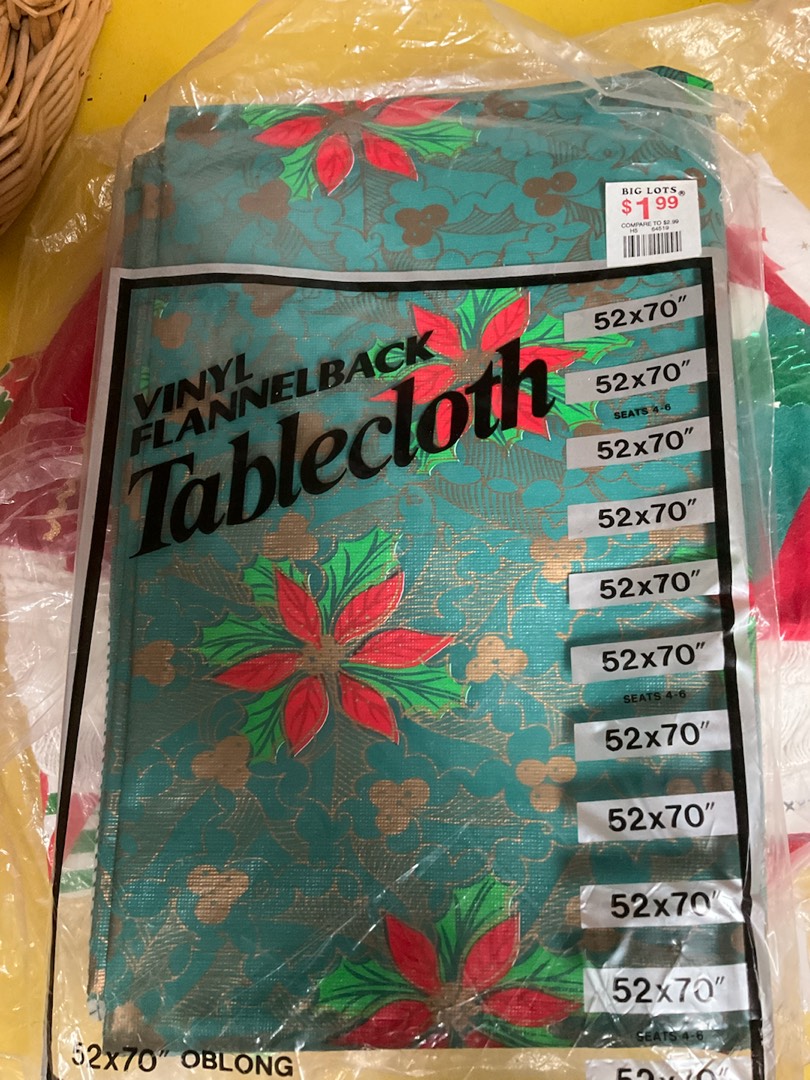 BIG LOTS®
$1.99
COMPARE TO $2.99
VINYL
FLANNELBACK
Tablecloth
52x70"
52x70"
SEATS 4-6
52x70"
52x70"
52x70"
52x70"
SEATS 4-6
52x70"
52x70"
52x70"
52x70"
SEATS 4-6
52x70"
52x70" OBLONG